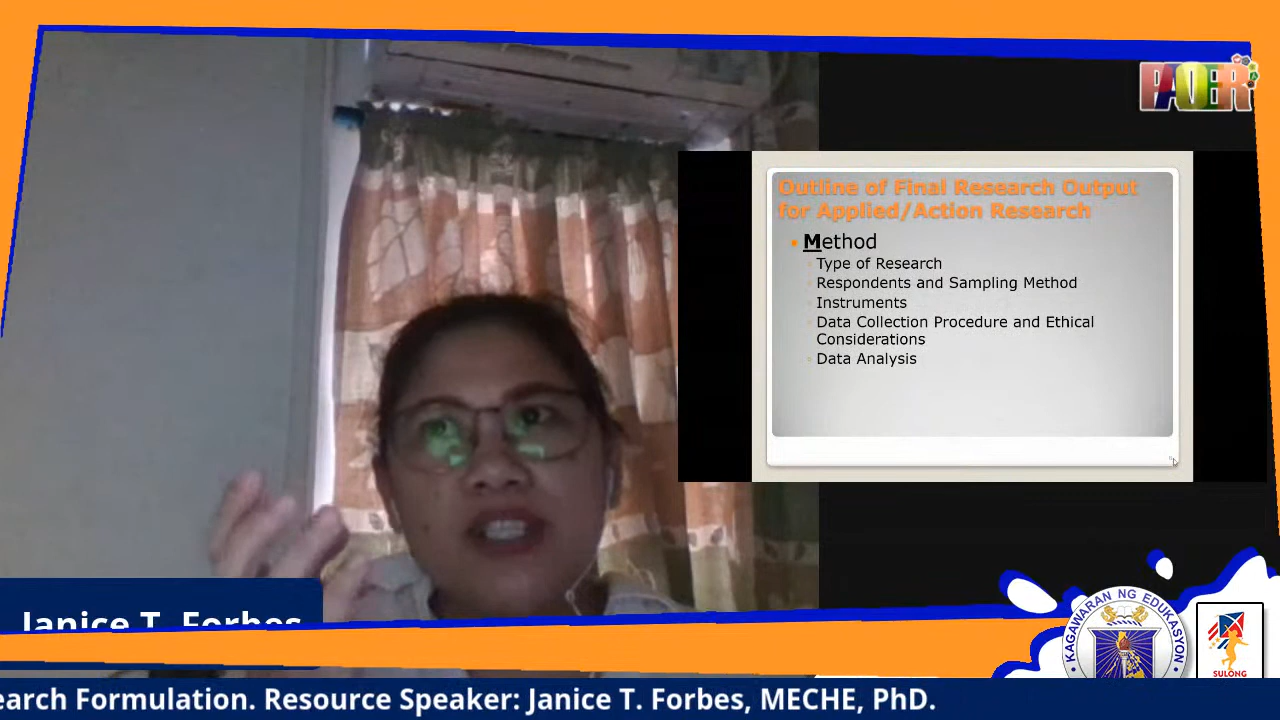 PAOER
Outline of Final Research Output
for Applied/Action Research
Method
Type of Research
Respondents and Sampling Method
Instruments
Data Collection Procedure and Ethical
Considerations
Data Analysis
Janice T. Forbes
KAGAWARAN NG EDUKASYON
SULONG
earch Formulation. Resource Speaker: Janice T. Forbes, MECHE, PhD.